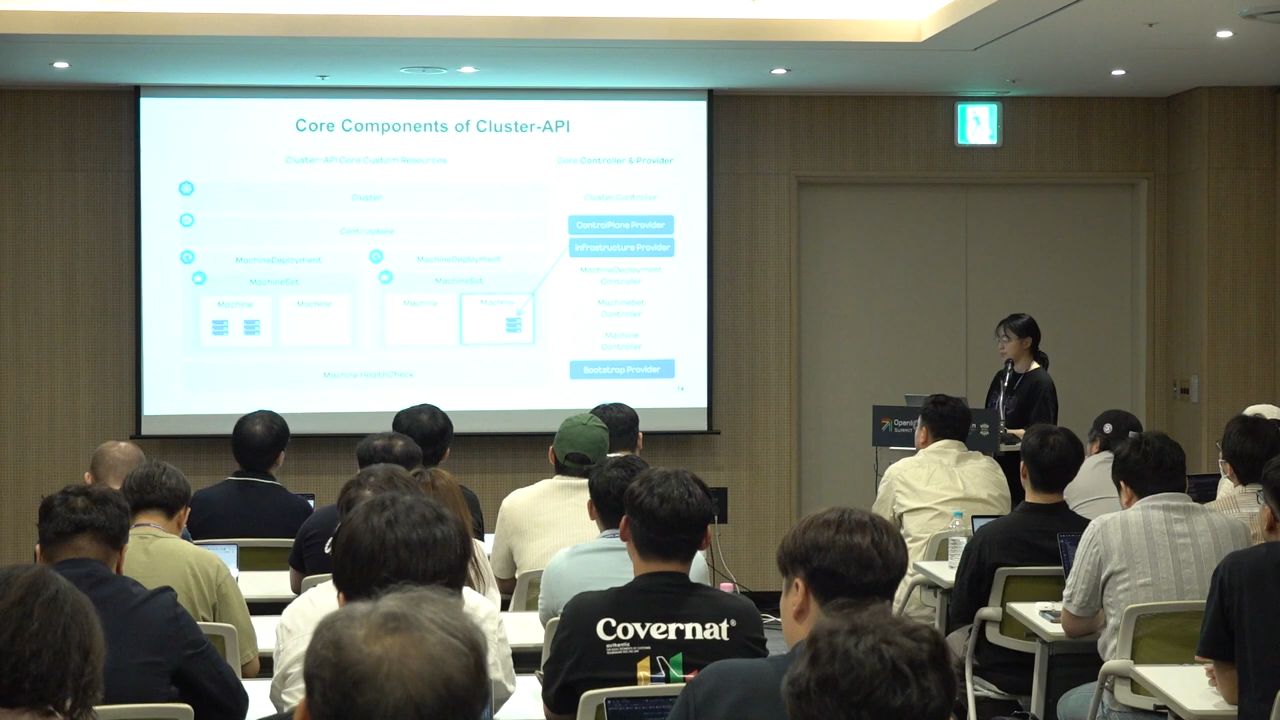 Core Components of Cluster-API
Cluster-API Core Custom Resources
Core Controller & Provider
Cluster
Cluster Controller
ControlPlane
ControlPlane Provider
Infrastructure Provider
MachineDeployment
MachineDeployment
MachineDeployment
Controller
MachineSet
MachineSet
MachineSet
Controller
Machine
Machine
Machine
Machine
Machine
Controller
MachineHealthCheck
Bootstrap Provider
SUMMIT
Covernat®